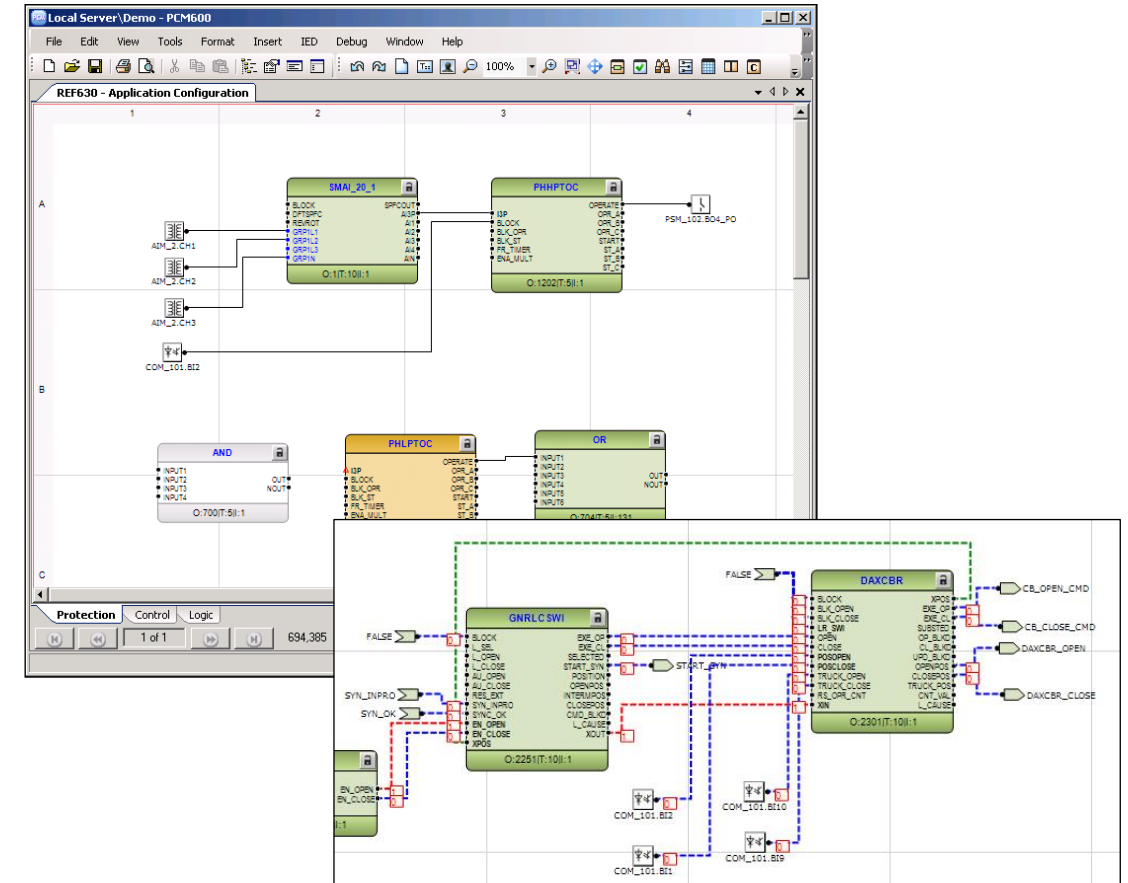 Local Server\Demo - PCM600
File Edit View Tools Format Insert IED Debug Window Help
100%
REF630 - Application Configuration
1 2 3 4
A
SMAI_20_1
BLOCK SPFCOUT
DFTSPFC AI3P
REVROT AI1
GRP1L1 AI2
GRP1L2 AI3
GRP1L3 AI4
GRP1N AIN
O:1|T:10|I:1
PHHPTOC
OPERATE
I3P OPR_A
BLOCK OPR_B
BLK_OPR OPR_C
BLK_ST START
FR_TIMER ST_A
ENA_MULT ST_B
ST_C
O:1202|T:5|I:1
PSM_102.BO4_PO
AIM_2.CH1
AIM_2.CH2
AIM_2.CH3
COM_101.BI2
B
AND
INPUT1
INPUT2 OUT
INPUT3 NOUT
INPUT4
O:700|T:5|I:1
PHLPTOC
OPERATE
I3P OPR_A
BLOCK OPR_B
BLK_OPR OPR_C
BLK_ST START
FR_TIMER ST_A
ENA_MULT ST_B
OR
INPUT1
INPUT2
INPUT3 OUT
INPUT4 NOUT
INPUT5
INPUT6
O:704|T:5|I:131
C
Protection Control Logic
1 of 1 694,385
FALSE
GNRLCSWI
BLOCK EXE_OP
L_SEL EXE_CL
L_OPEN SELECTED
L_CLOSE START_SYN
AU_OPEN POSITION
AU_CLOSE OPENPOS
RES_EXT INTERMPOS
SYN_INPRO CLOSEPOS
SYNC_OK CMD_BLKD
EN_OPEN L_CAUSE
EN_CLOSE XOUT
XPOS
O:2251|T:10|I:1
START_SYN
SYN_INPRO
SYN_OK
EN_OPEN 1
EN_CLOSE 0
I:1
FALSE
DAXCBR
BLOCK XPOS
BLK_OPEN EXE_OP
BLK_CLOSE EXE_CL
LR_SWI SUBSTED
OPEN OP_BLKD
CLOSE CL_BLKD
POSOPEN UPD_BLKD
POSCLOSE OPENPOS
TRUCK_OPEN CLOSEPOS
TRUCK_CLOSE TRUCK_POS
RS_OPR_CNT CNT_VAL
XIN L_CAUSE
O:2301|T:10|I:1
CB_OPEN_CMD
CB_CLOSE_CMD
DAXCBR_OPEN
DAXCBR_CLOSE
COM_101.BI2
COM_101.BI10
COM_101.BI1
COM_101.BI9